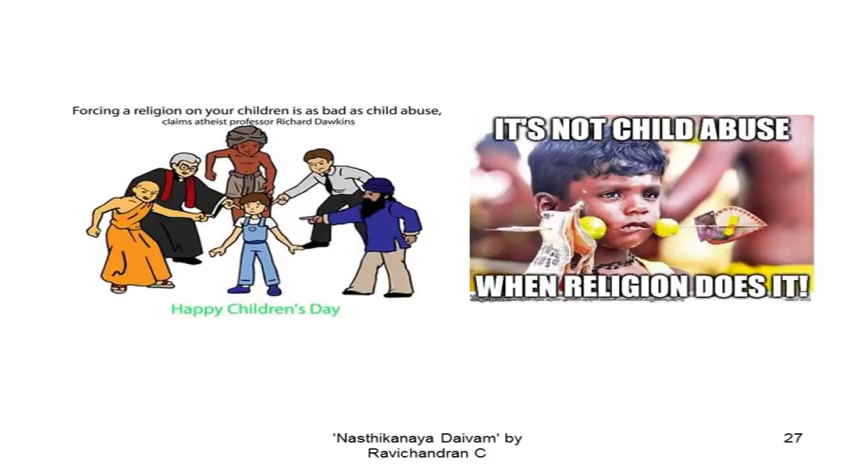 Forcing a religion on your children is as bad as child abuse,
claims atheist professor Richard Dawkins
Happy Children's Day
IT'S NOT CHILD ABUSE
WHEN RELIGION DOES IT!
'Nasthikanaya Daivam' by
Ravichandran C
27